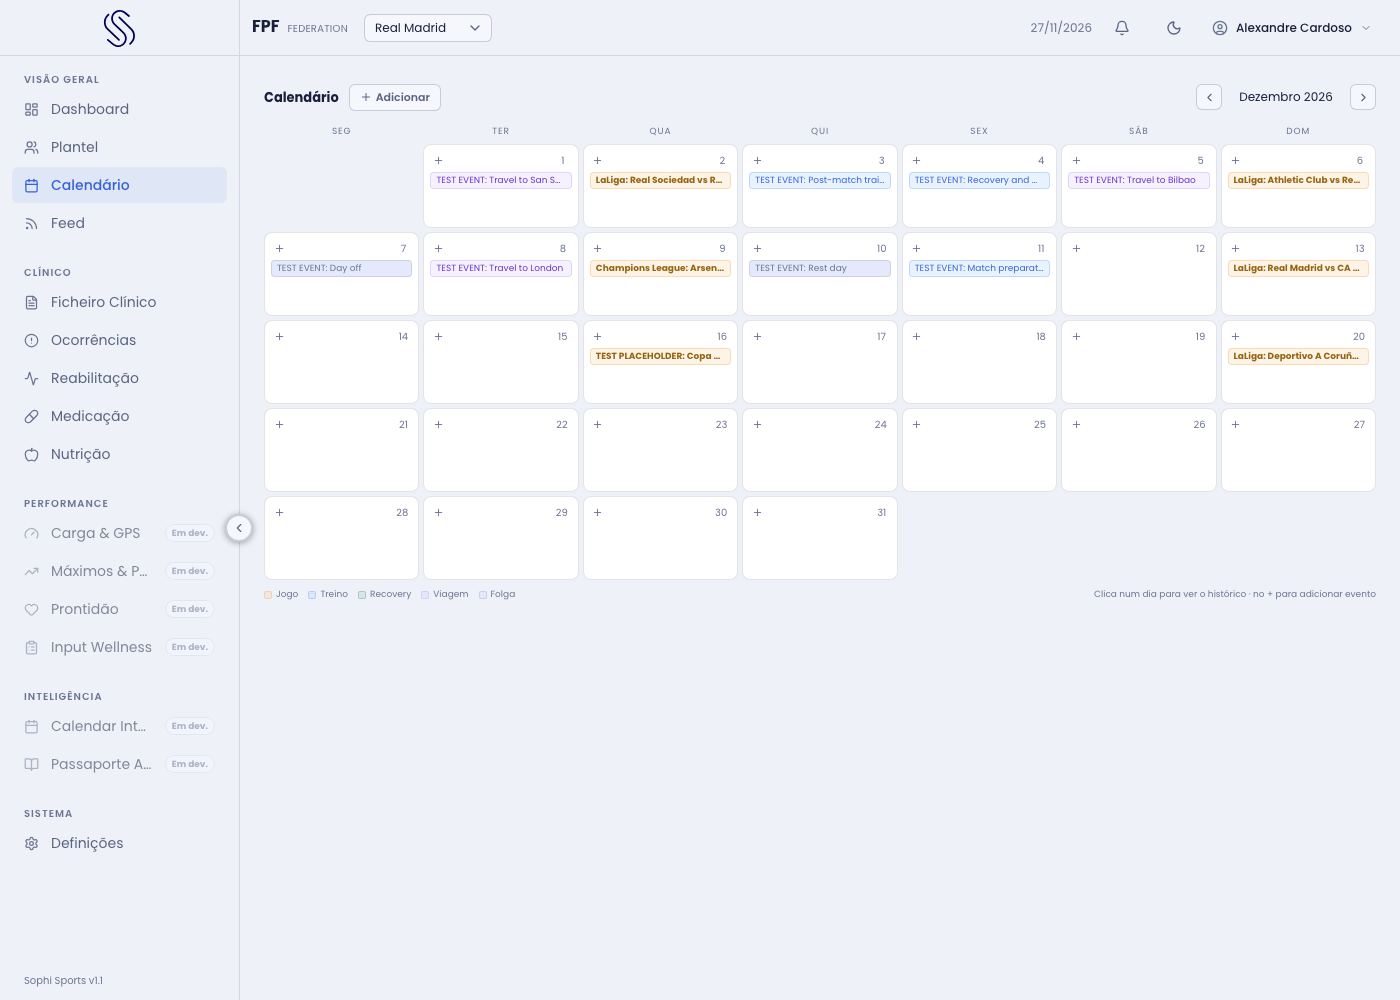 FPF FEDERATION Real Madrid 27/11/2026 Alexandre Cardoso
VISÃO GERAL
Dashboard
Plantel
Calendário
Feed
CLÍNICO
Ficheiro Clínico
Ocorrências
Reabilitação
Medicação
Nutrição
PERFORMANCE
Carga & GPS Em dev.
Máximos & P... Em dev.
Prontidão Em dev.
Input Wellness Em dev.
INTELIGÊNCIA
Calendar Int... Em dev.
Passaporte A... Em dev.
SISTEMA
Definições
Sophi Sports v1.1
Calendário + Adicionar Dezembro 2026
SEG TER QUA QUI SEX SÁB DOM
+ 1 + 2 + 3 + 4 + 5 + 6
TEST EVENT: Travel to San S... LaLiga: Real Sociedad vs R... TEST EVENT: Post-match trai... TEST EVENT: Recovery and ... TEST EVENT: Travel to Bilbao LaLiga: Athletic Club vs Re...
+ 7 + 8 + 9 + 10 + 11 + 12 + 13
TEST EVENT: Day off TEST EVENT: Travel to London Champions League: Arsen... TEST EVENT: Rest day TEST EVENT: Match preparat... LaLiga: Real Madrid vs CA ...
+ 14 + 15 + 16 + 17 + 18 + 19 + 20
TEST PLACEHOLDER: Copa ... LaLiga: Deportivo A Coruñ...
+ 21 + 22 + 23 + 24 + 25 + 26 + 27
+ 28 + 29 + 30 + 31
Jogo Treino Recovery Viagem Folga Clica num dia para ver o histórico · no + para adicionar evento